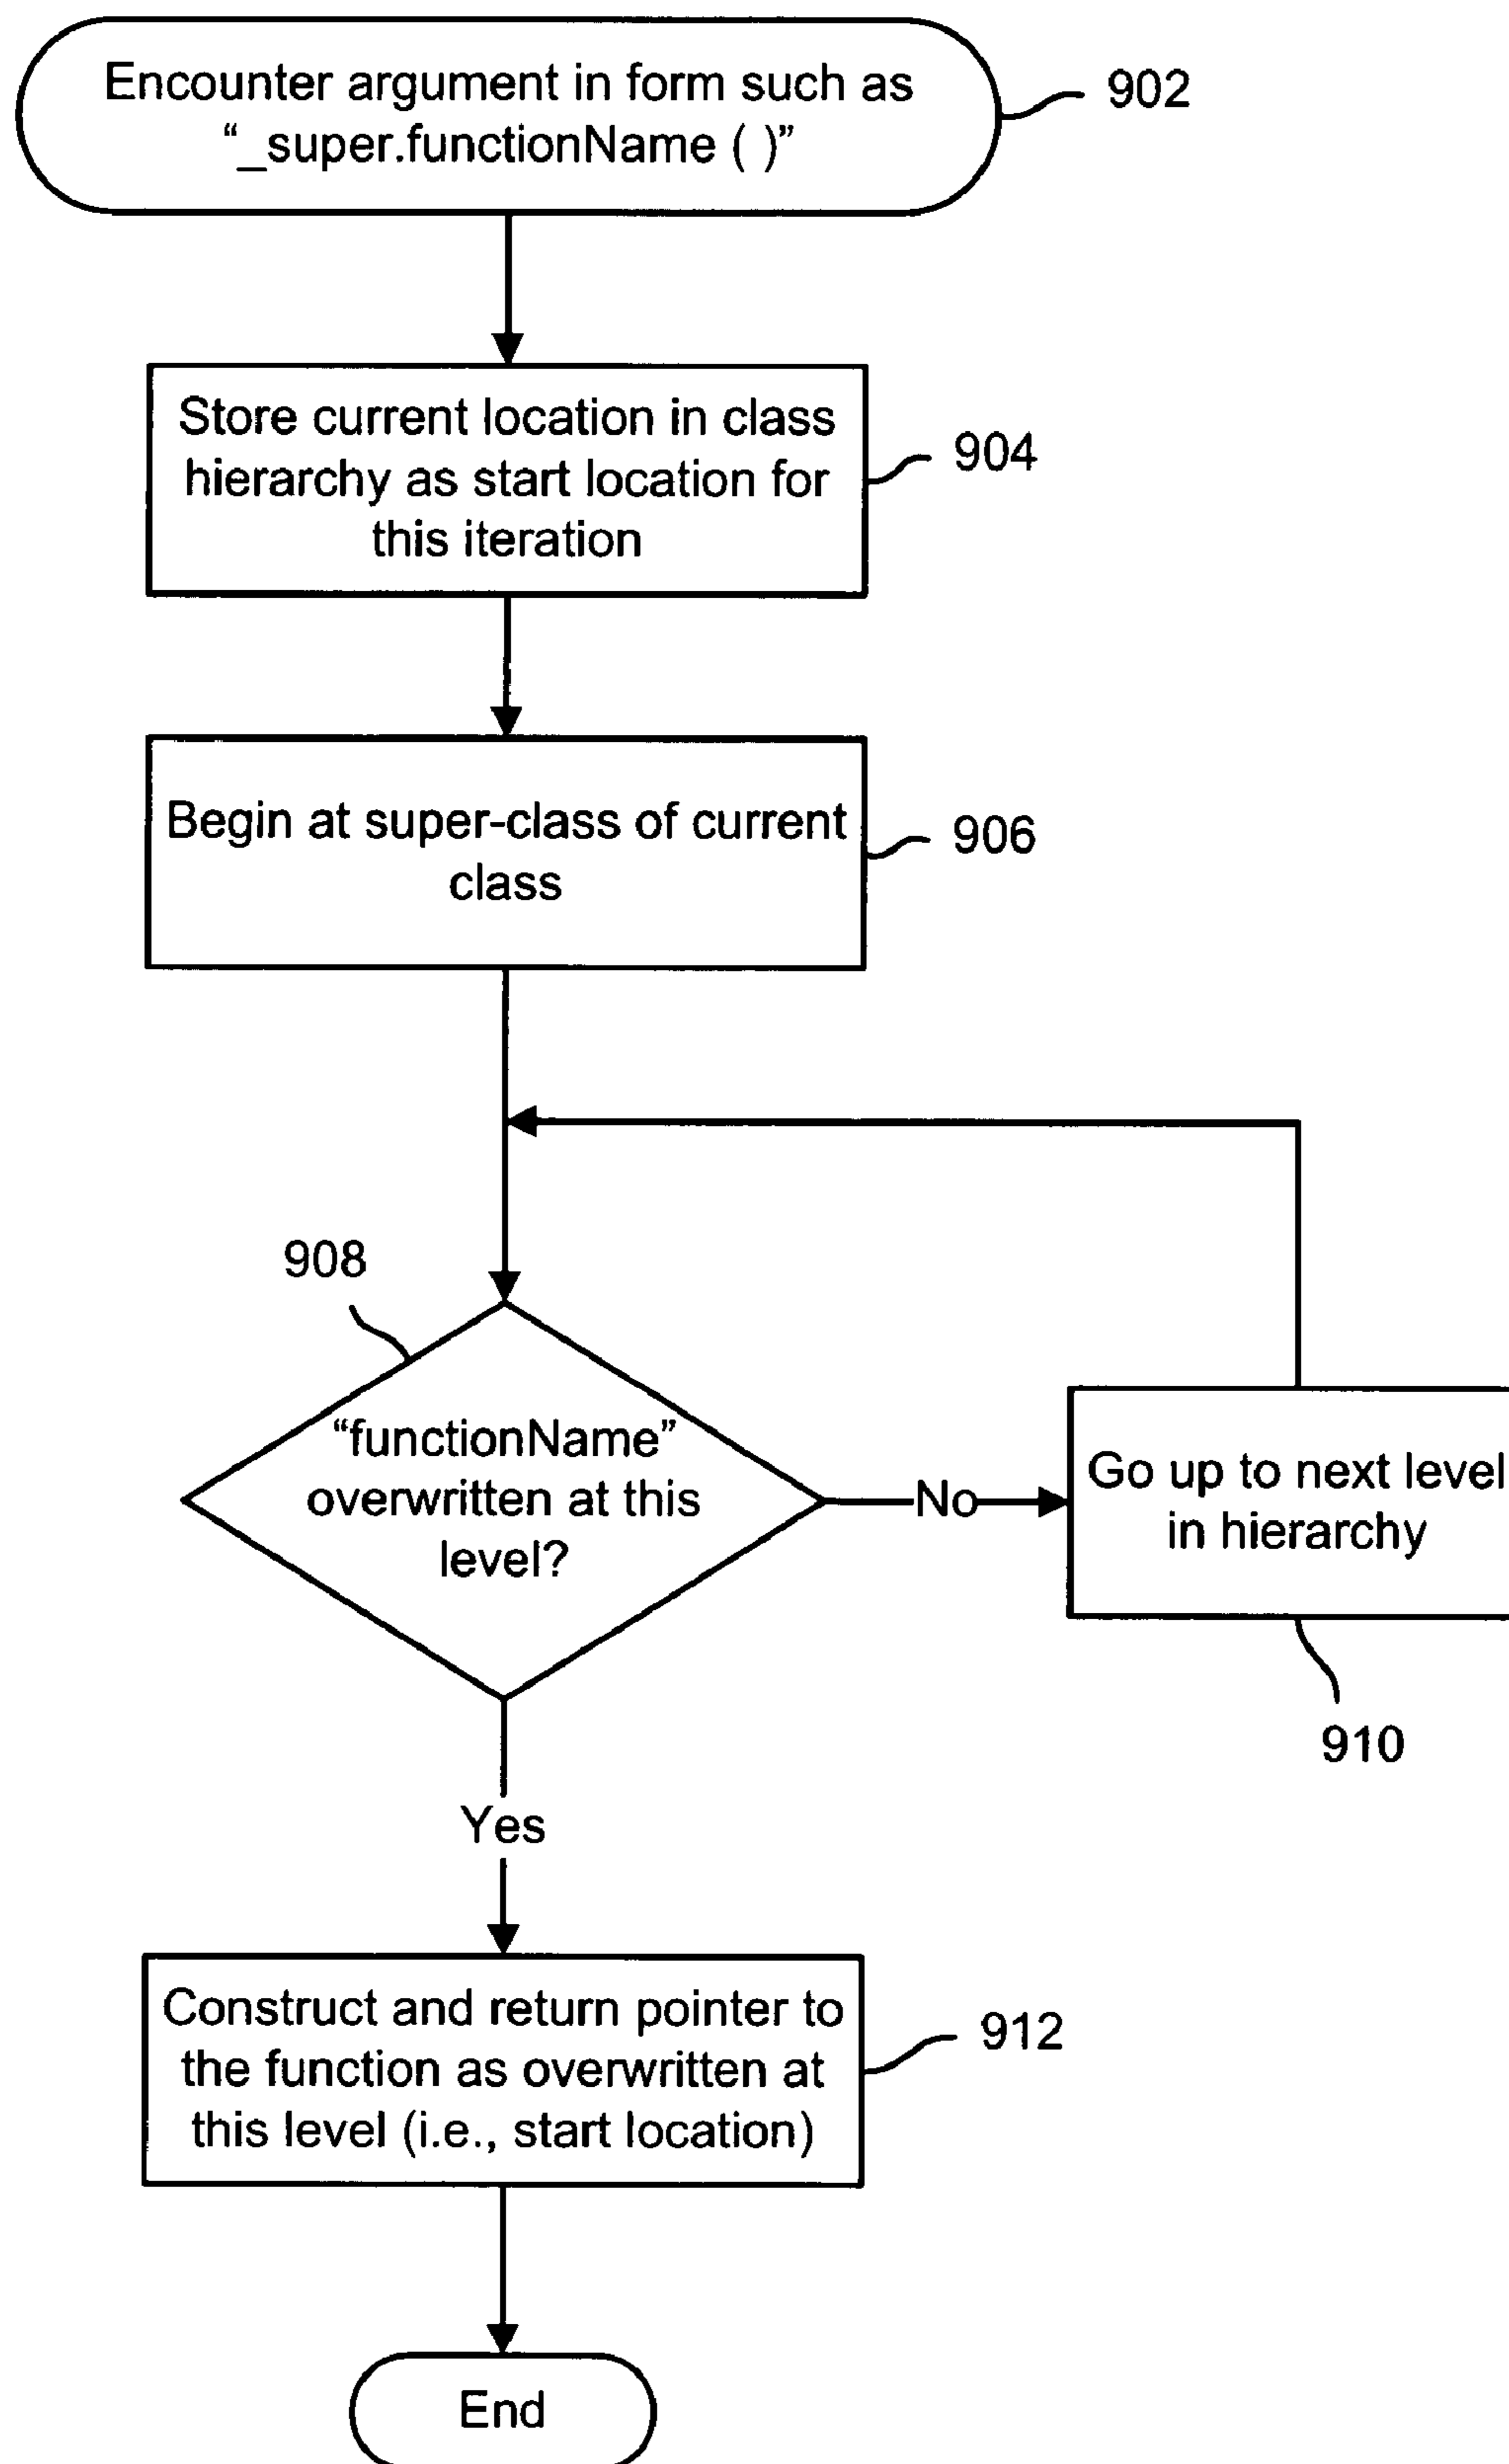 Encounter argument in form such as
“_super.functionName ( )”
902
Store current location in class
hierarchy as start location for
this iteration
904
Begin at super-class of current
class
906
908
“functionName”
overwritten at this
level?
No
Go up to next level
in hierarchy
910
Yes
Construct and return pointer to
the function as overwritten at
this level (i.e., start location)
912
End